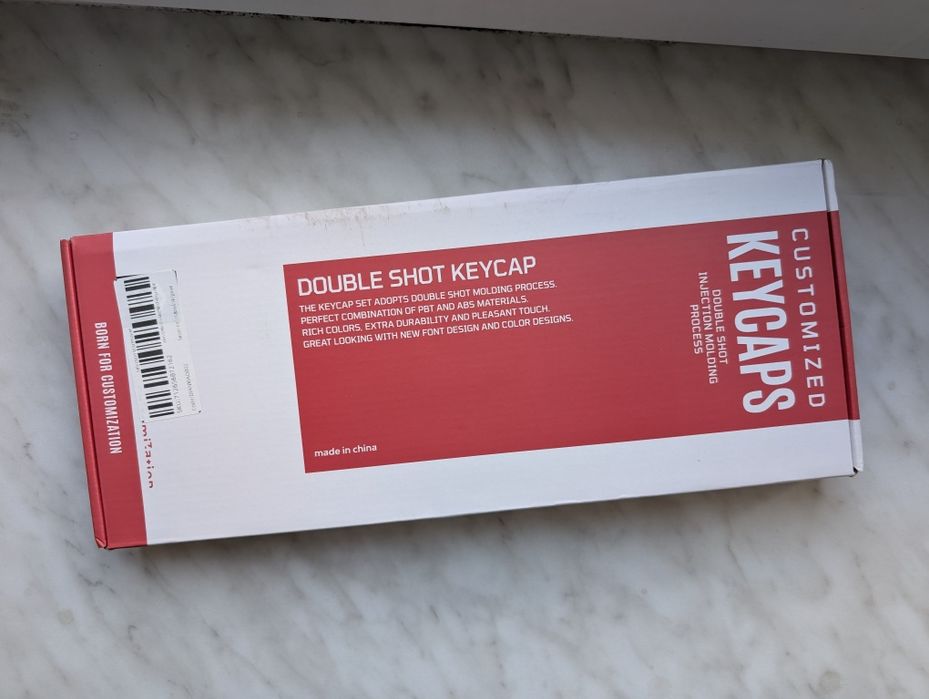 DOUBLE SHOT KEYCAP
THE KEYCAP SET ADOPTS DOUBLE SHOT MOLDING PROCESS.
PERFECT COMBINATION OF PBT AND ABS MATERIALS.
RICH COLORS. EXTRA DURABILITY AND PLEASANT TOUCH.
GREAT LOOKING WITH NEW FONT DESIGN AND COLOR DESIGNS.
made in china
CUSTOMIZED
KEYCAPS
DOUBLE SHOT
INJECTION MOLDING
PROCESS
BORN FOR CUSTOMIZATION